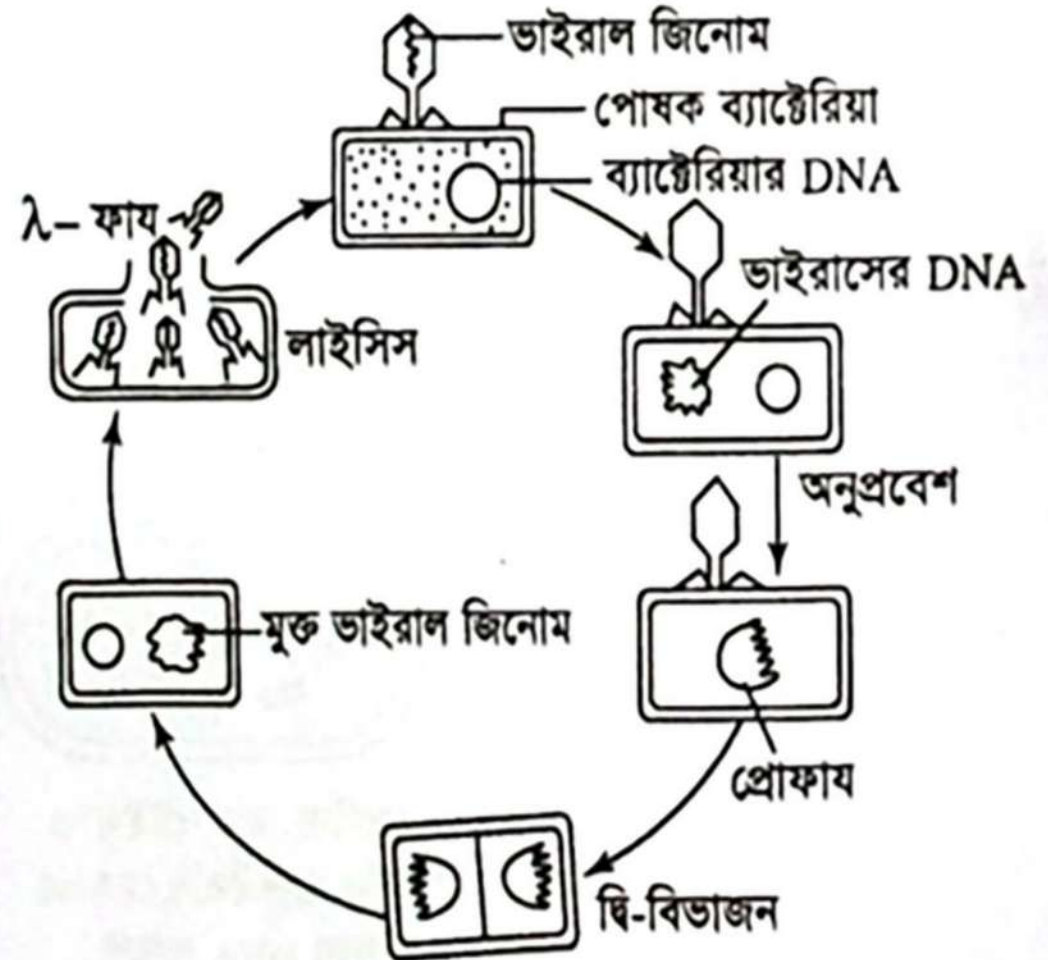 ভাইরাল জিনোম
পোষক ব্যাক্টেরিয়া
ব্যাক্টেরিয়ার DNA
λ– ফায
ভাইরাসের DNA
লাইসিস
অনুপ্রবেশ
মুক্ত ভাইরাল জিনোম
প্রোফায
দ্বি-বিভাজন